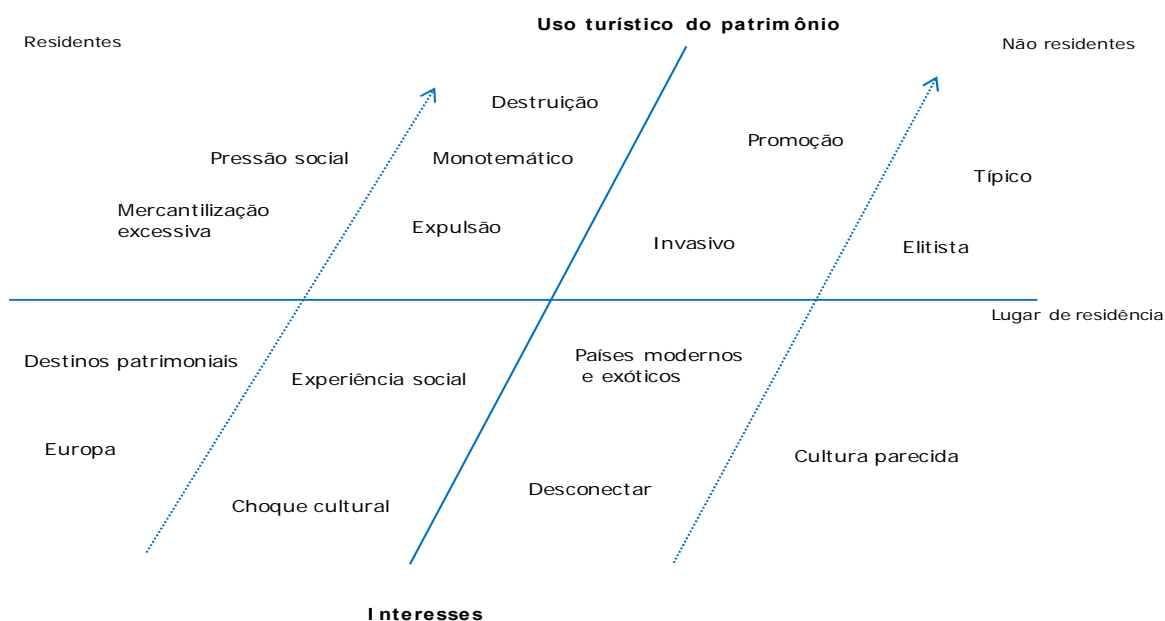 Uso turístico do patrimônio
Residentes
Não residentes
Destruição
Promoção
Pressão social
Monotemático
Típico
Mercantilização
excessiva
Expulsão
Invasivo
Elitista
Lugar de residência
Destinos patrimoniais
Experiência social
Países modernos
e exóticos
Europa
Cultura parecida
Choque cultural
Desconectar
Interesses